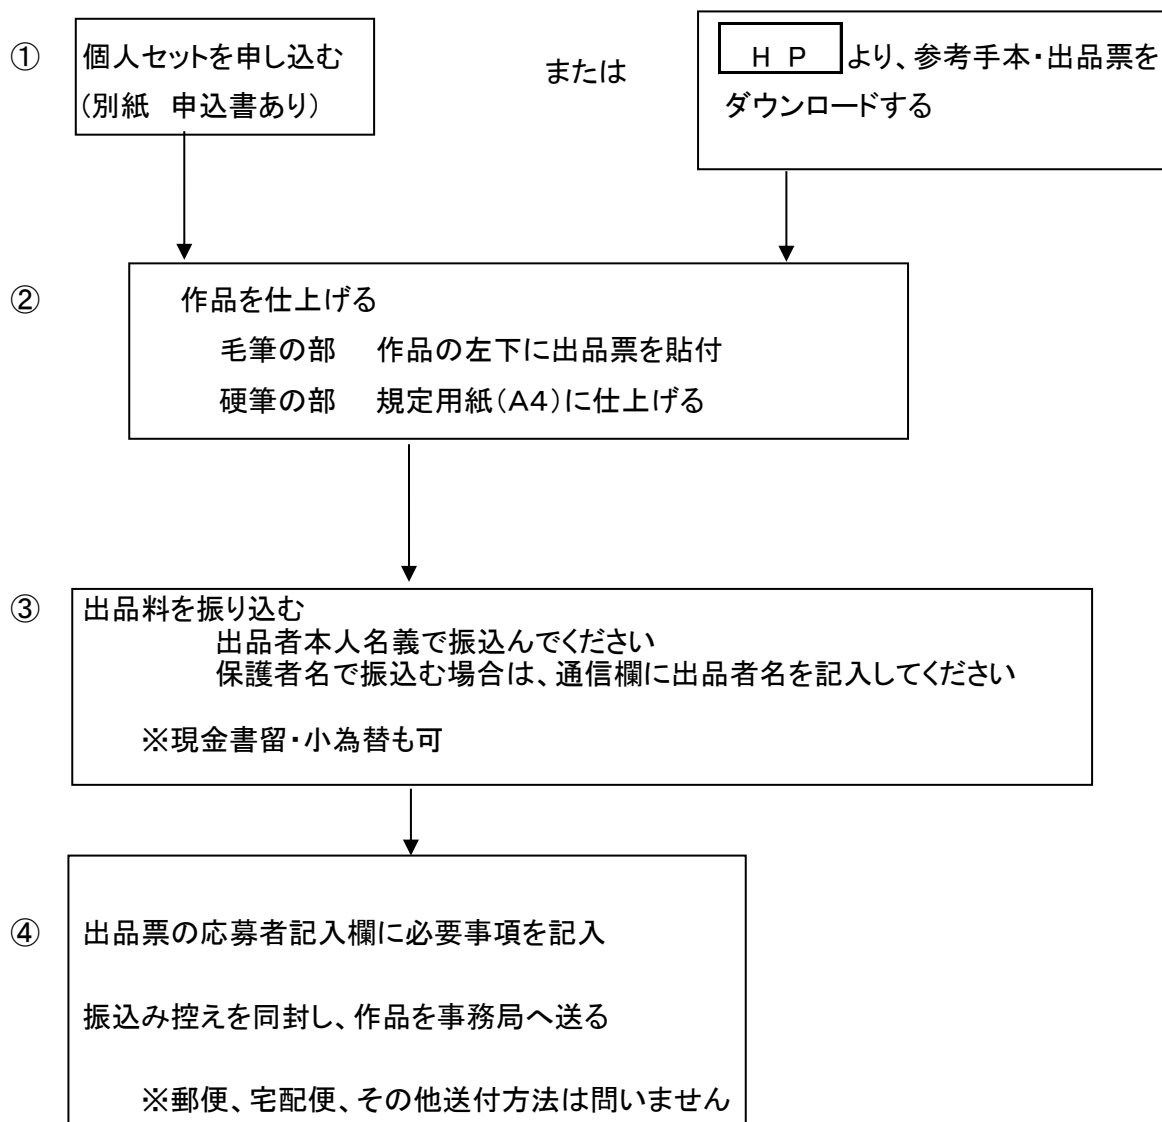 ①
個人セットを申し込む
(別紙　申込書あり)
または
ＨＰ より、参考手本・出品票を
ダウンロードする
②
作品を仕上げる
毛筆の部　作品の左下に出品票を貼付
硬筆の部　規定用紙(A4)に仕上げる
③
出品料を振り込む
出品者本人名義で振込んでください
保護者名で振込む場合は、通信欄に出品者名を記入してください
※現金書留・小為替も可
④
出品票の応募者記入欄に必要事項を記入
振込み控えを同封し、作品を事務局へ送る
※郵便、宅配便、その他送付方法は問いません